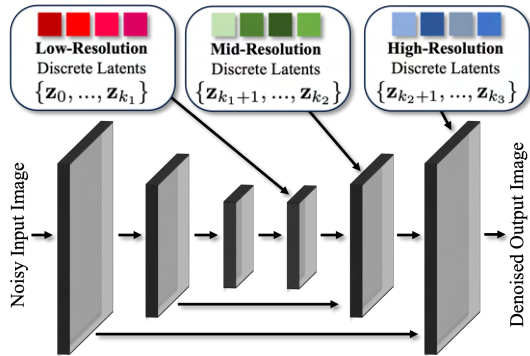 Low-Resolution
Discrete Latents
{z₀, ..., zₖ₁}
Mid-Resolution
Discrete Latents
{zₖ₁₊₁, ..., zₖ₂}
High-Resolution
Discrete Latents
{zₖ₂₊₁, ..., zₖ₃}
Noisy Input Image
Denoised Output Image